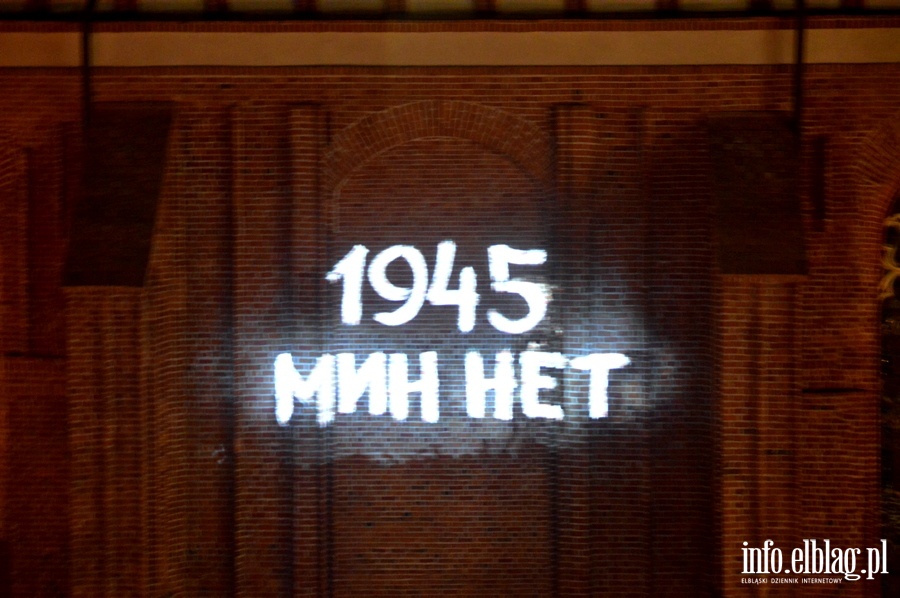 1945
МИН НЕТ
info.elblag.pl
ELBLĄSKI DZIENNIK INTERNETOWY